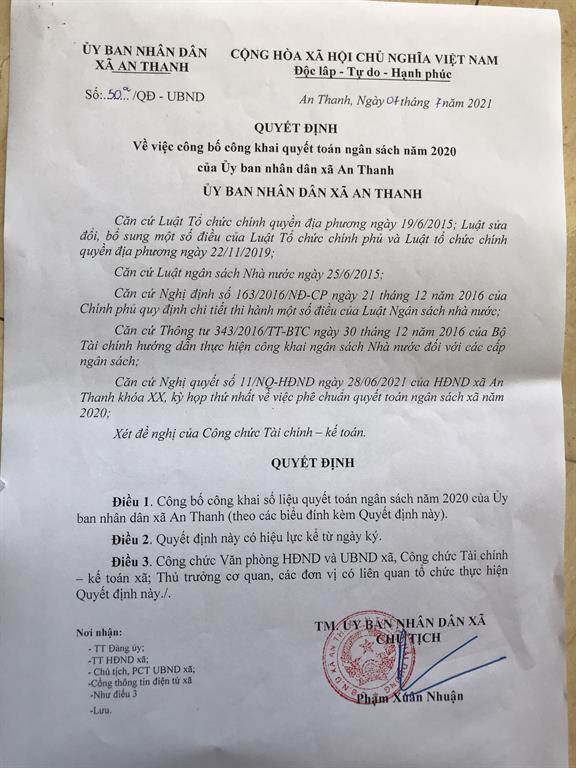 ỦY BAN NHÂN DÂN
XÃ AN THANH
CỘNG HÒA XÃ HỘI CHỦ NGHĨA VIỆT NAM
Độc lập - Tự do - Hạnh phúc
Số:..50a../QĐ - UBND
An Thanh, Ngày 07 tháng 7 năm 2021
QUYẾT ĐỊNH
Về việc công bố công khai quyết toán ngân sách năm 2020
của Ủy ban nhân dân xã An Thanh
ỦY BAN NHÂN DÂN XÃ AN THANH
Căn cứ Luật Tổ chức chính quyền địa phương ngày 19/6/2015; Luật sửa
đổi, bổ sung một số điều của Luật Tổ chức chính phủ và Luật tổ chức chính
quyền địa phương ngày 22/11/2019;
Căn cứ Luật ngân sách Nhà nước ngày 25/6/2015;
Căn cứ Nghị định số 163/2016/NĐ-CP ngày 21 tháng 12 năm 2016 của
Chính phủ quy định chi tiết thi hành một số điều của Luật Ngân sách nhà nước;
Căn cứ Thông tư 343/2016/TT-BTC ngày 30 tháng 12 năm 2016 của Bộ
Tài chính hướng dẫn thực hiện công khai ngân sách Nhà nước đối với các cấp
ngân sách;
Căn cứ Nghị quyết số 11/NQ-HĐND ngày 28/06/2021 của HĐND xã An
Thanh khóa XX, kỳ họp thứ nhất về việc phê chuẩn quyết toán ngân sách xã năm
2020;
Xét đề nghị của Công chức Tài chính – kế toán.
QUYẾT ĐỊNH
Điều 1. Công bố công khai số liệu quyết toán ngân sách năm 2020 của Ủy
ban nhân dân xã An Thanh (theo các biểu đính kèm Quyết định này).
Điều 2. Quyết định này có hiệu lực kể từ ngày ký.
Điều 3. Công chức Văn phòng HĐND và UBND xã, Công chức Tài chính
– kế toán xã; Thủ trưởng cơ quan, các đơn vị có liên quan tổ chức thực hiện
Quyết định này./.
Nơi nhận:
- TT Đảng ủy;
-TT HĐND xã;
- Chủ tịch, PCT UBND xã;
-Cổng thông tin điện tử xã
-Như điều 3
-Lưu.
TM. ỦY BAN NHÂN DÂN XÃ
CHỦ TỊCH
Phạm Xuân Nhuận